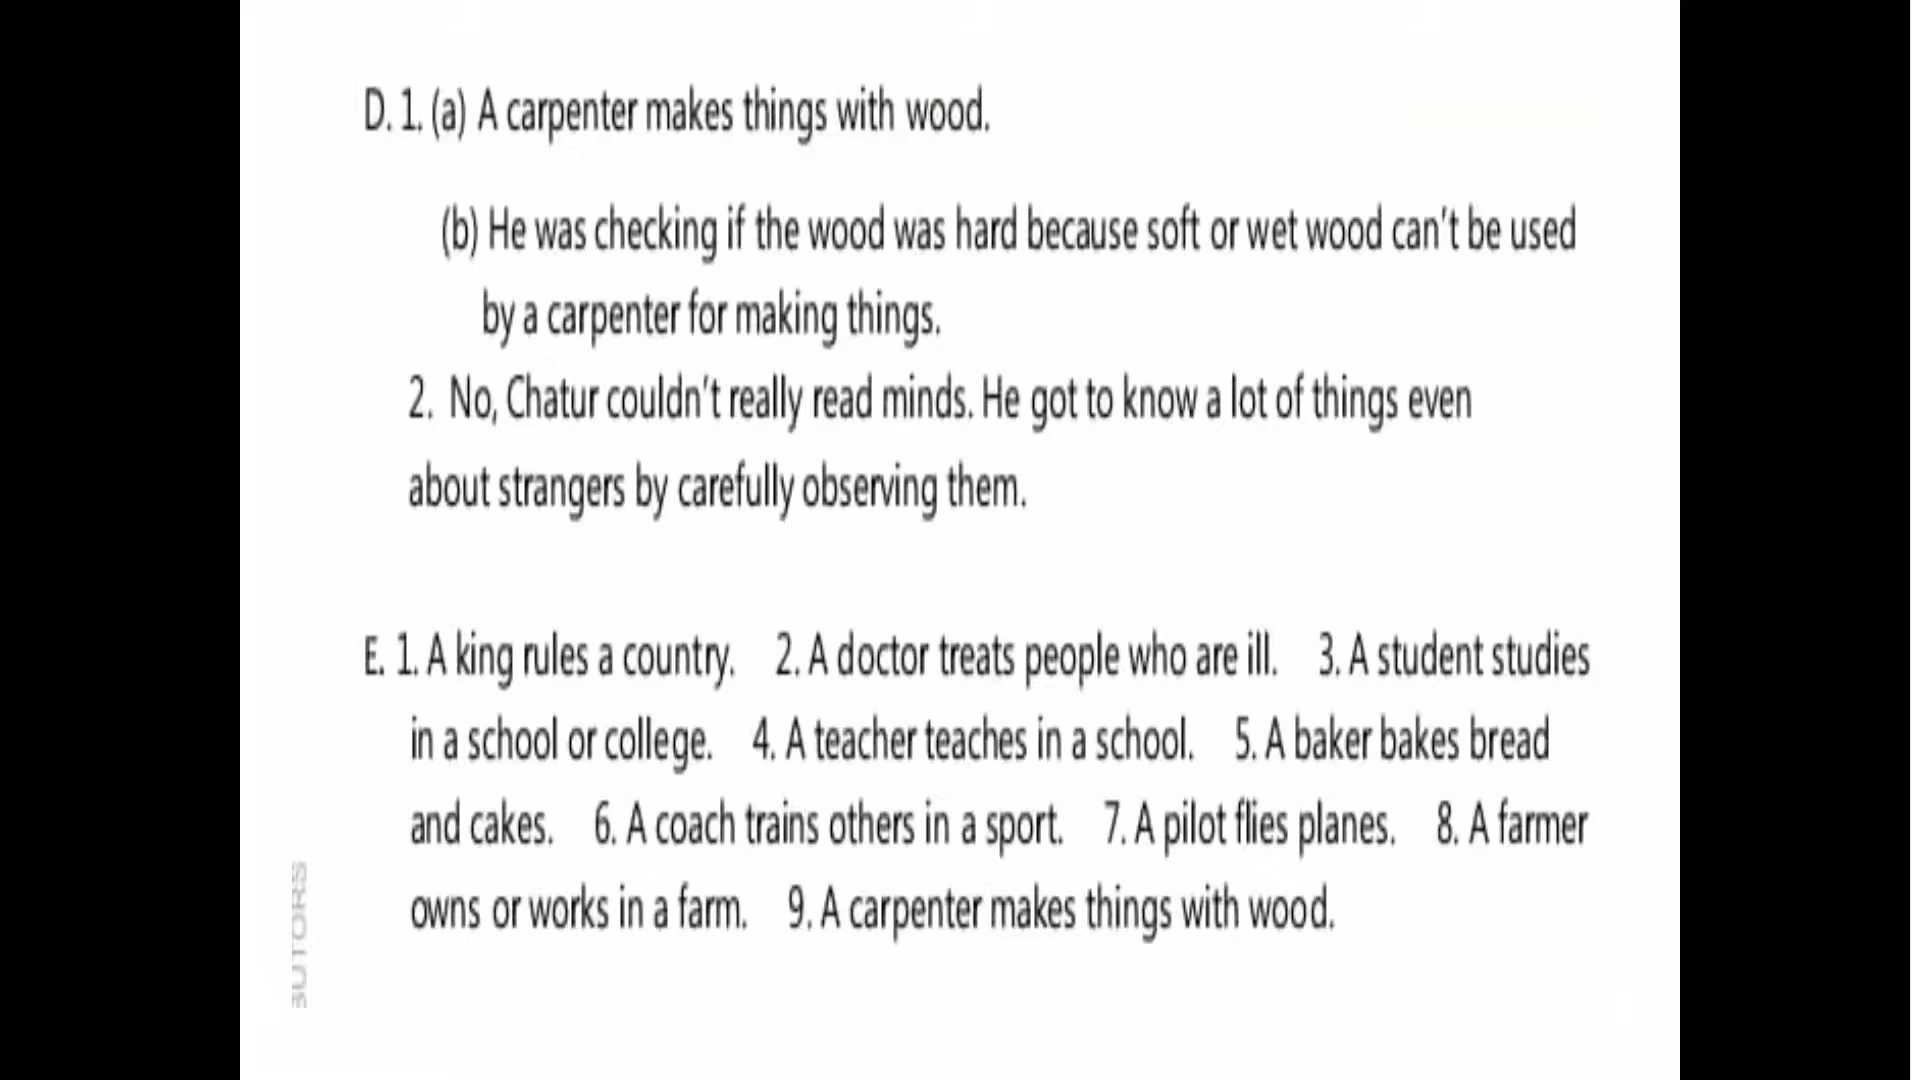 D. 1. (a) A carpenter makes things with wood.
(b) He was checking if the wood was hard because soft or wet wood can't be used
by a carpenter for making things.
2. No, Chatur couldn't really read minds. He got to know a lot of things even
about strangers by carefully observing them.
E. 1. A king rules a country. 2. A doctor treats people who are ill. 3. A student studies
in a school or college. 4. A teacher teaches in a school. 5. A baker bakes bread
and cakes. 6. A coach trains others in a sport. 7. A pilot flies planes. 8. A farmer
owns or works in a farm. 9. A carpenter makes things with wood.